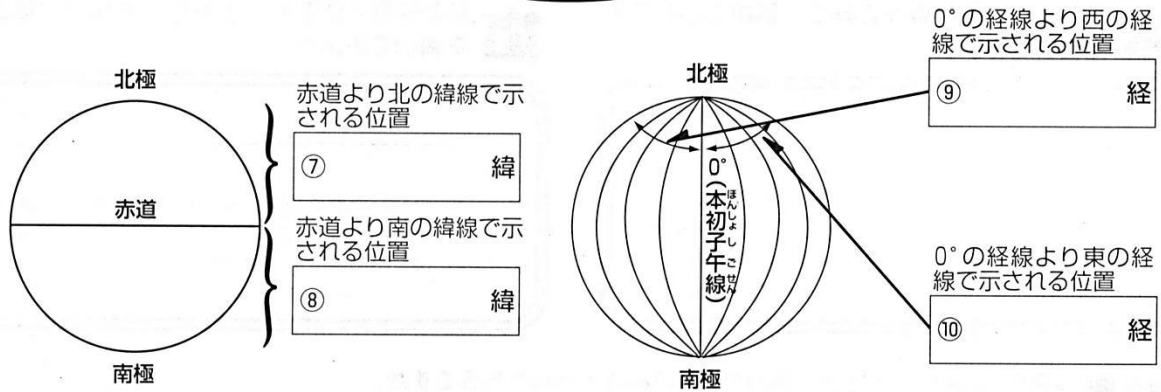 北極
赤道
南極
赤道より北の緯線で示
される位置
⑦ 緯
赤道より南の緯線で示
される位置
⑧ 緯
北極
0°(本初子午線)
ほんしょしごせん
南極
0°の経線より西の経
線で示される位置
⑨ 経
0°の経線より東の経
線で示される位置
⑩ 経